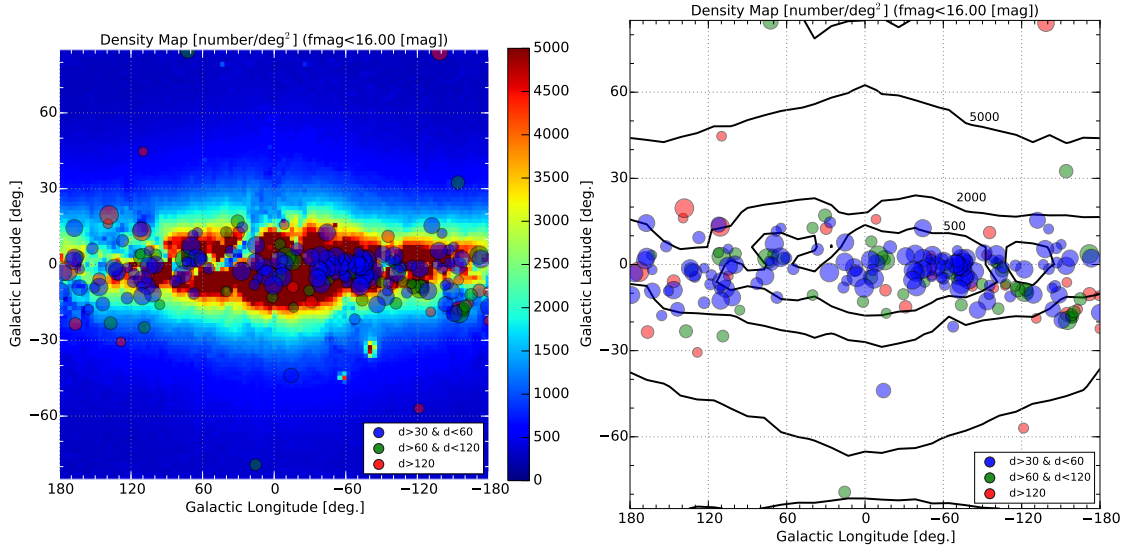 Density Map [number/deg²] (fmag<16.00 [mag])
Galactic Latitude [deg.]
60
30
0
−30
−60
180 120 60 0 −60 −120 −180
Galactic Longitude [deg.]
d>30 & d<60
d>60 & d<120
d>120
5000
4500
4000
3500
3000
2500
2000
1500
1000
500
0
Density Map [number/deg²] (fmag<16.00 [mag])
Galactic Latitude [deg.]
60
30
0
−30
−60
5000
2000
500
180 120 60 0 −60 −120 −180
Galactic Longitude [deg.]
d>30 & d<60
d>60 & d<120
d>120